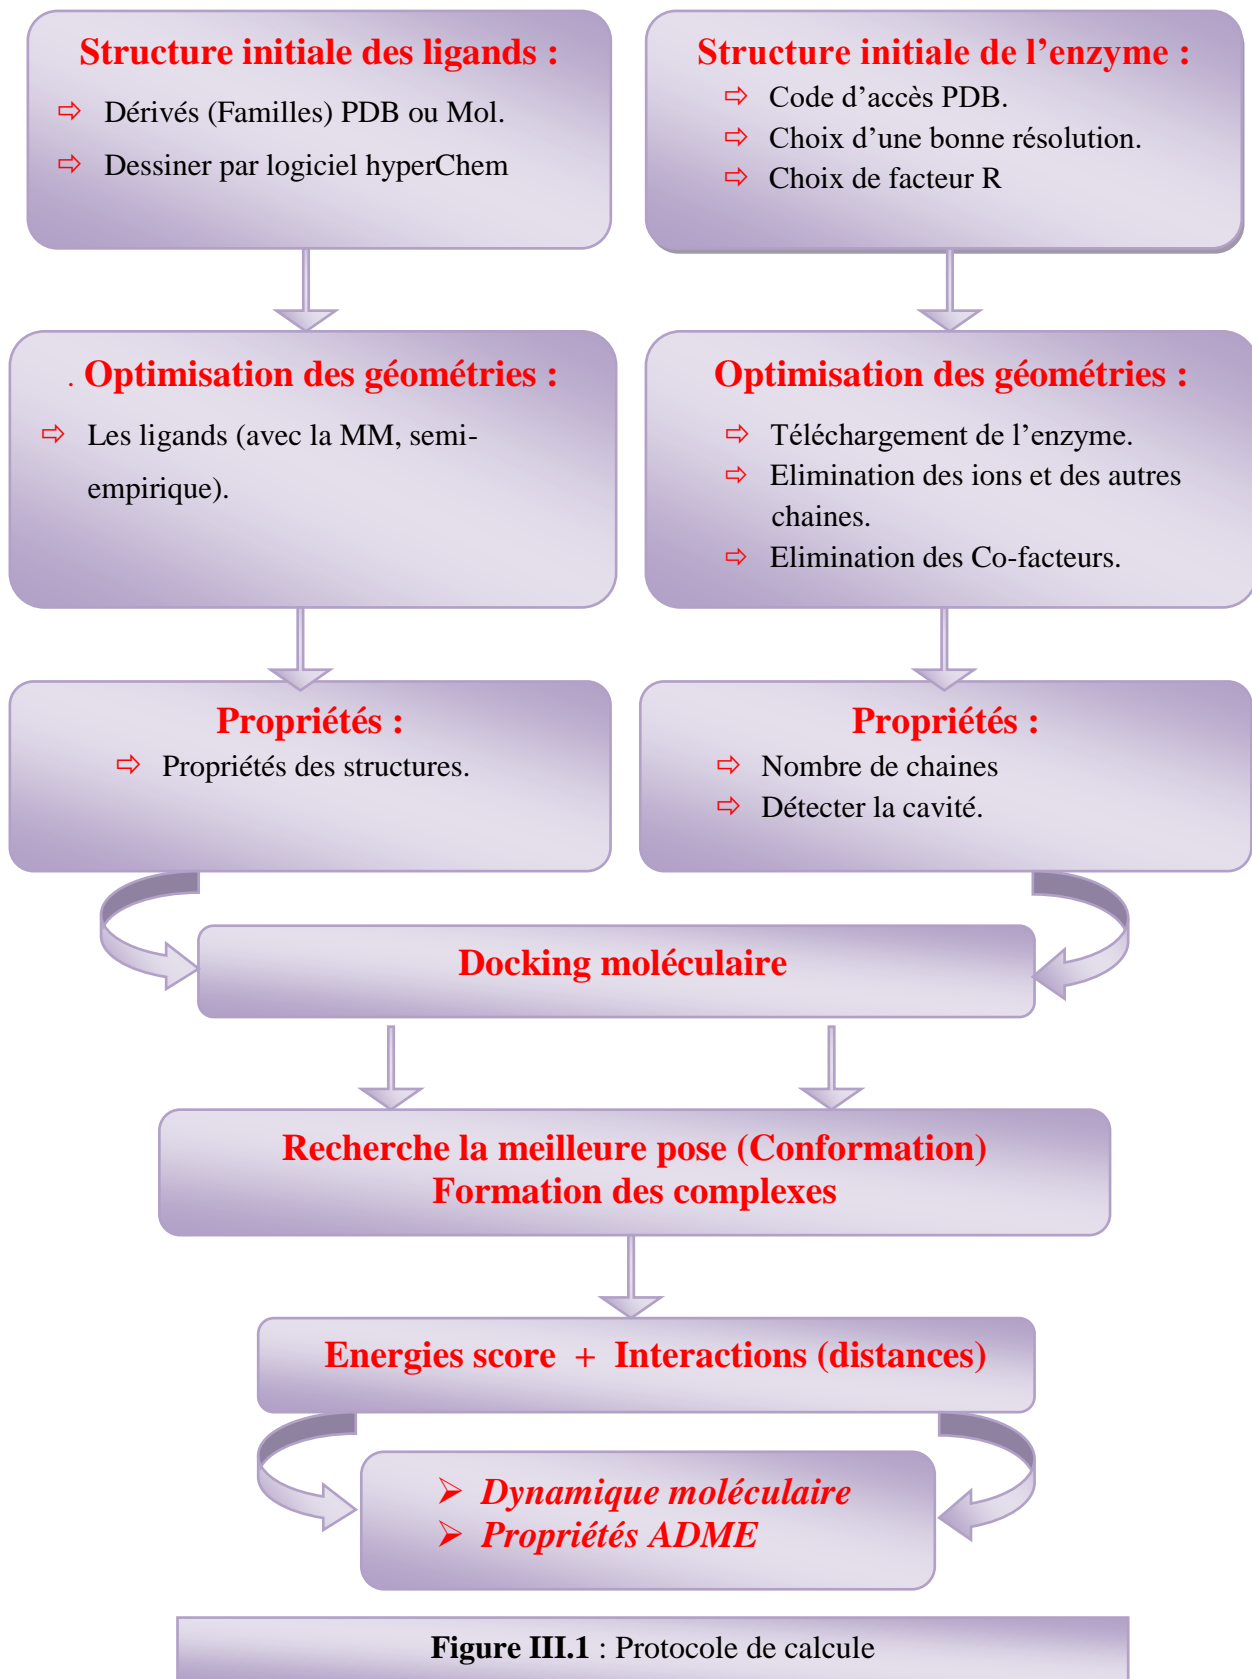 Structure initiale des ligands :
⇨ Dérivés (Familles) PDB ou Mol.
⇨ Dessiner par logiciel hyperChem
Structure initiale de l’enzyme :
⇨ Code d’accès PDB.
⇨ Choix d’une bonne résolution.
⇨ Choix de facteur R
. Optimisation des géométries :
⇨ Les ligands (avec la MM, semi-
empirique).
Optimisation des géométries :
⇨ Téléchargement de l’enzyme.
⇨ Elimination des ions et des autres
chaines.
⇨ Elimination des Co-facteurs.
Propriétés :
⇨ Propriétés des structures.
Propriétés :
⇨ Nombre de chaines
⇨ Détecter la cavité.
Docking moléculaire
Recherche la meilleure pose (Conformation)
Formation des complexes
Energies score + Interactions (distances)
➢ Dynamique moléculaire
➢ Propriétés ADME
Figure III.1 : Protocole de calcule